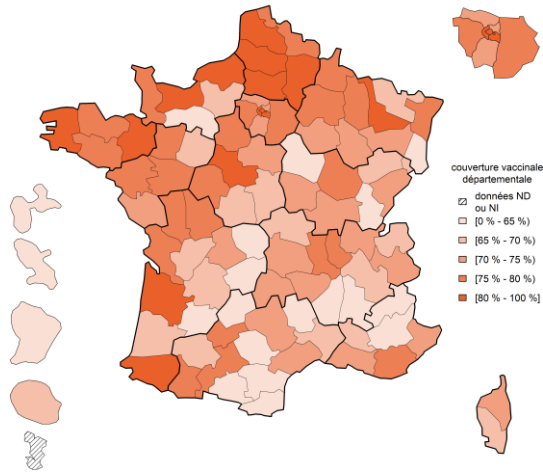 couverture vaccinale
départementale
données ND
ou NI
[0 % - 65 %)
[65 % - 70 %)
[70 % - 75 %)
[75 % - 80 %)
[80 % - 100 %]